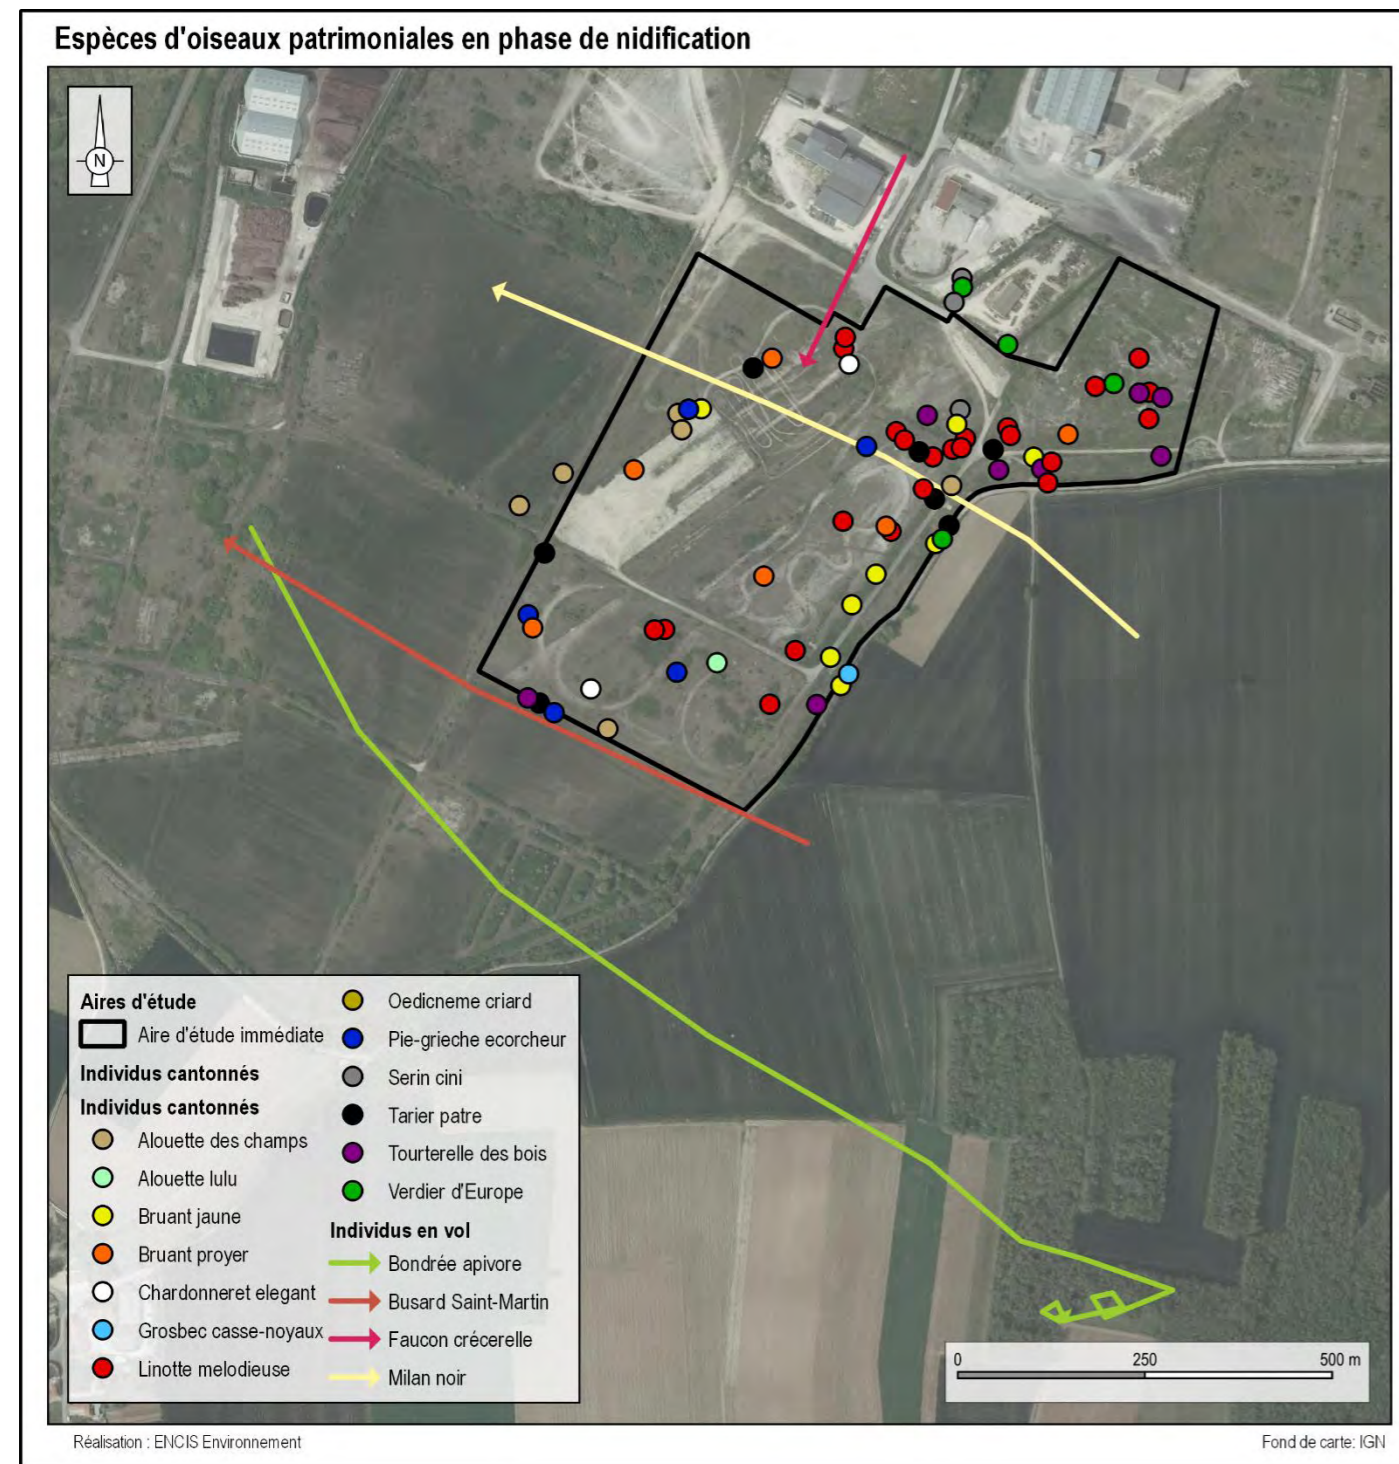 Espèces d'oiseaux patrimoniales en phase de nidification
N
Aires d'étude
Aire d'étude immédiate
Individus cantonnés
Individus cantonnés
Alouette des champs
Alouette lulu
Bruant jaune
Bruant proyer
Chardonneret elegant
Grosbec casse-noyaux
Linotte melodieuse
Oedicneme criard
Pie-grieche ecorcheur
Serin cini
Tarier patre
Tourterelle des bois
Verdier d'Europe
Individus en vol
Bondrée apivore
Busard Saint-Martin
Faucon crécerelle
Milan noir
0 250 500 m
Réalisation : ENCIS Environnement
Fond de carte: IGN